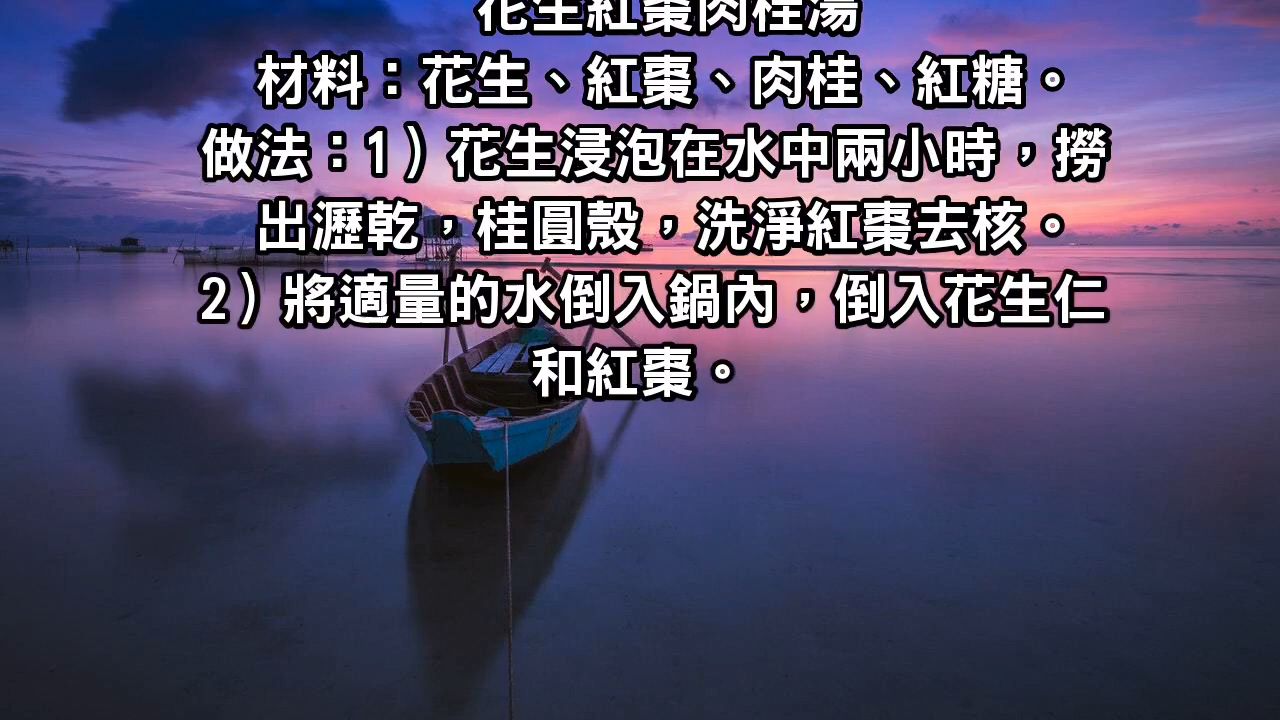 花生紅棗肉桂湯
材料：花生、紅棗、肉桂、紅糖。
做法：1）花生浸泡在水中兩小時，撈
出瀝乾，桂圓殼，洗淨紅棗去核。
2）將適量的水倒入鍋內，倒入花生仁
和紅棗。